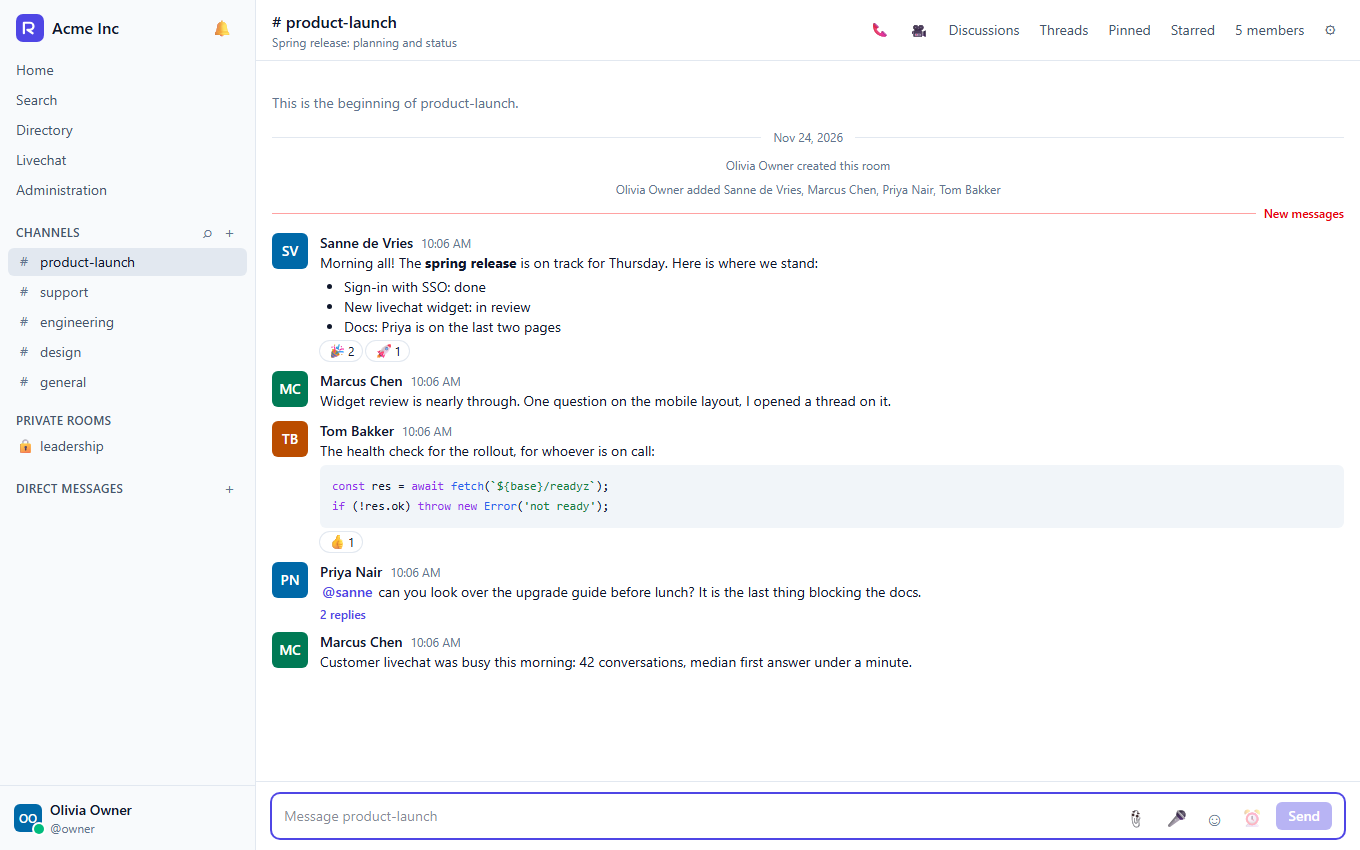 Acme Inc
Home
Search
Directory
Livechat
Administration
CHANNELS
# product-launch
# support
# engineering
# design
# general
PRIVATE ROOMS
leadership
DIRECT MESSAGES
OO
Olivia Owner
@owner
# product-launch
Spring release: planning and status
Discussions Threads Pinned Starred 5 members
This is the beginning of product-launch.
Nov 24, 2026
Olivia Owner created this room
Olivia Owner added Sanne de Vries, Marcus Chen, Priya Nair, Tom Bakker
New messages
SV
Sanne de Vries 10:06 AM
Morning all! The spring release is on track for Thursday. Here is where we stand:
• Sign-in with SSO: done
• New livechat widget: in review
• Docs: Priya is on the last two pages
🎉 2 🚀 1
MC
Marcus Chen 10:06 AM
Widget review is nearly through. One question on the mobile layout, I opened a thread on it.
TB
Tom Bakker 10:06 AM
The health check for the rollout, for whoever is on call:
const res = await fetch(`${base}/readyz`);
if (!res.ok) throw new Error('not ready');
👍 1
PN
Priya Nair 10:06 AM
@sanne can you look over the upgrade guide before lunch? It is the last thing blocking the docs.
2 replies
MC
Marcus Chen 10:06 AM
Customer livechat was busy this morning: 42 conversations, median first answer under a minute.
Message product-launch
Send